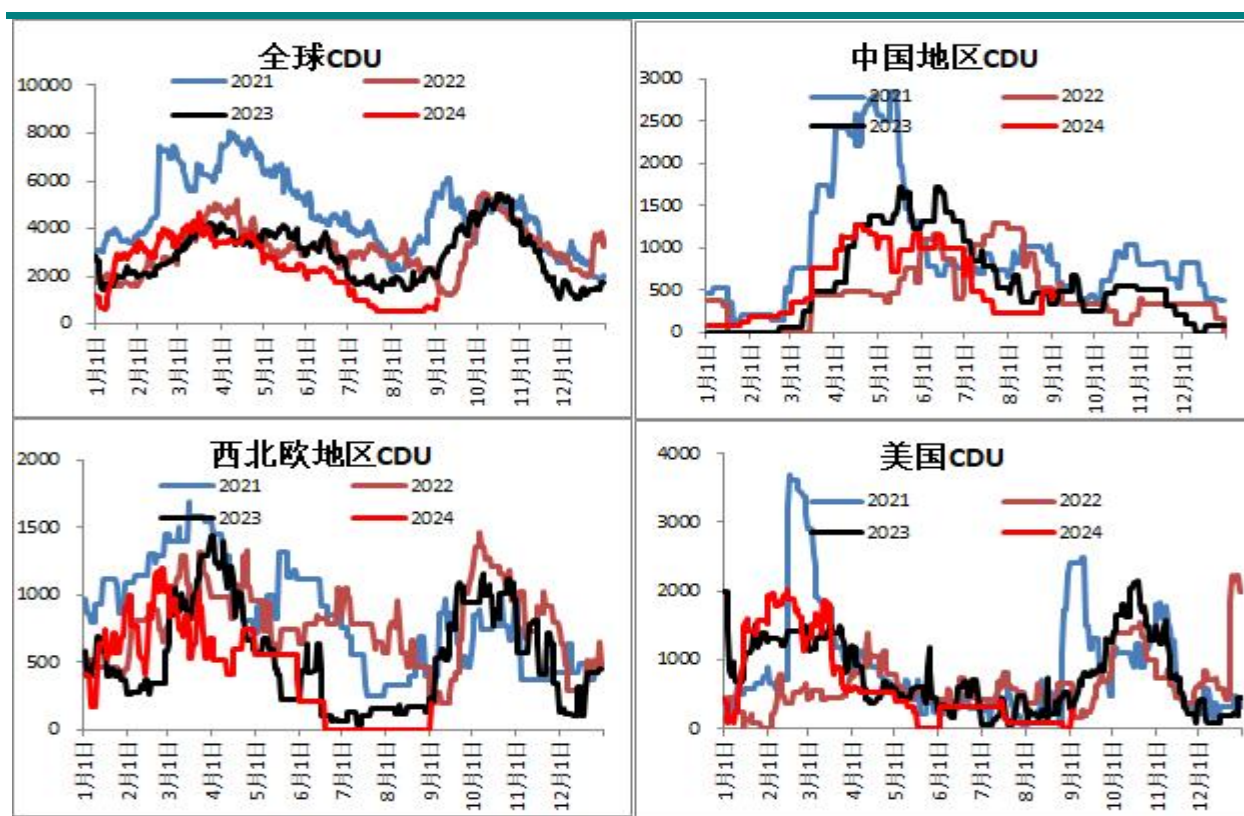 全球CDU
2021
2022
2023
2024
10000
8000
6000
4000
2000
0
1月1日
2月1日
3月1日
4月1日
5月1日
6月1日
7月1日
8月1日
9月1日
10月1日
11月1日
12月1日
中国地区CDU
2021
2022
2023
2024
3000
2500
2000
1500
1000
500
0
1月1日
2月1日
3月1日
4月1日
5月1日
6月1日
7月1日
8月1日
9月1日
10月1日
11月1日
12月1日
西北欧地区CDU
2021
2022
2023
2024
2000
1500
1000
500
0
1月1日
2月1日
3月1日
4月1日
5月1日
6月1日
7月1日
8月1日
9月1日
10月1日
11月1日
12月1日
美国CDU
2021
2022
2023
2024
4000
3000
2000
1000
0
1月1日
2月1日
3月1日
4月1日
5月1日
6月1日
7月1日
8月1日
9月1日
10月1日
11月1日
12月1日